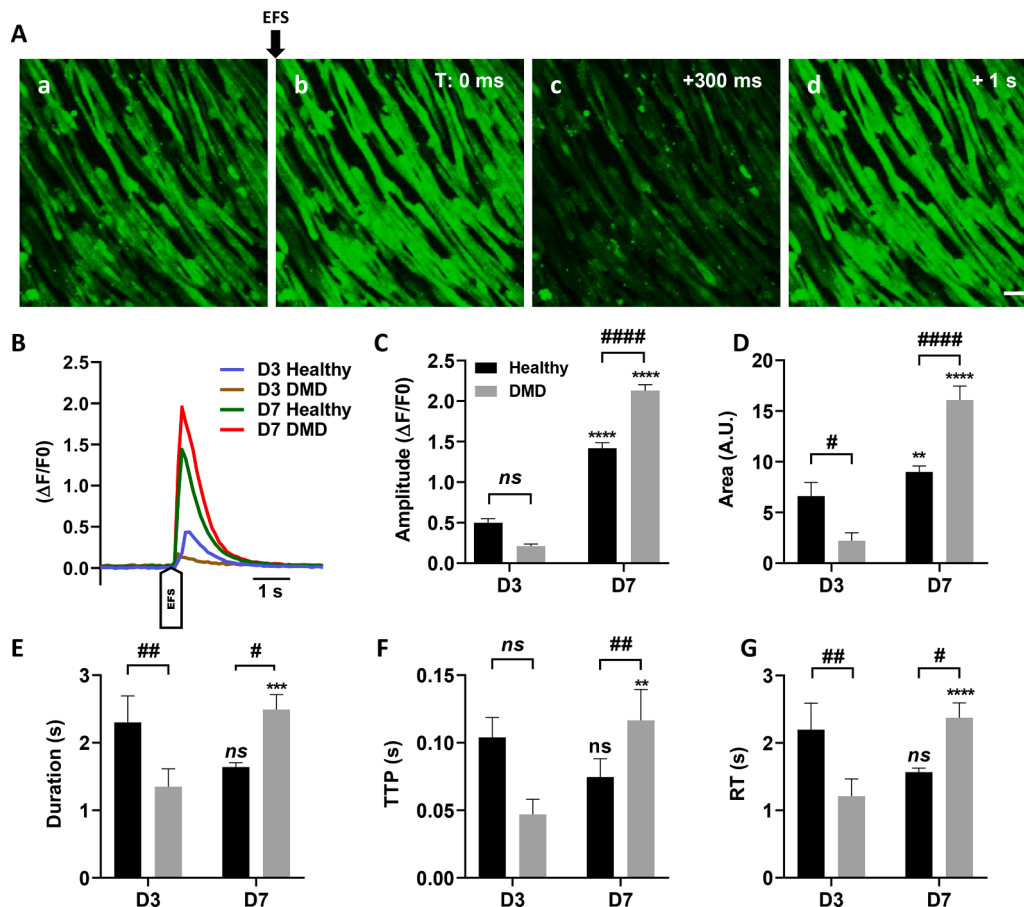 EFS
A
a
b
T: 0 ms
c
+300 ms
d
+ 1 s
B
(ΔF/F0)
2.5
2.0
1.5
1.0
0.5
0.0
D3 Healthy
D3 DMD
D7 Healthy
D7 DMD
EFS
1 s
C
Amplitude (ΔF/F0)
2.5
2.0
1.5
1.0
0.5
0.0
Healthy
DMD
ns
####
****
****
D3
D7
D
Area (A.U.)
20
15
10
5
0
#
####
**
****
D3
D7
E
Duration (s)
3
2
1
0
##
#
ns
***
D3
D7
F
TTP (s)
0.15
0.10
0.05
0.00
ns
##
ns
**
D3
D7
G
RT (s)
3
2
1
0
##
#
ns
****
D3
D7